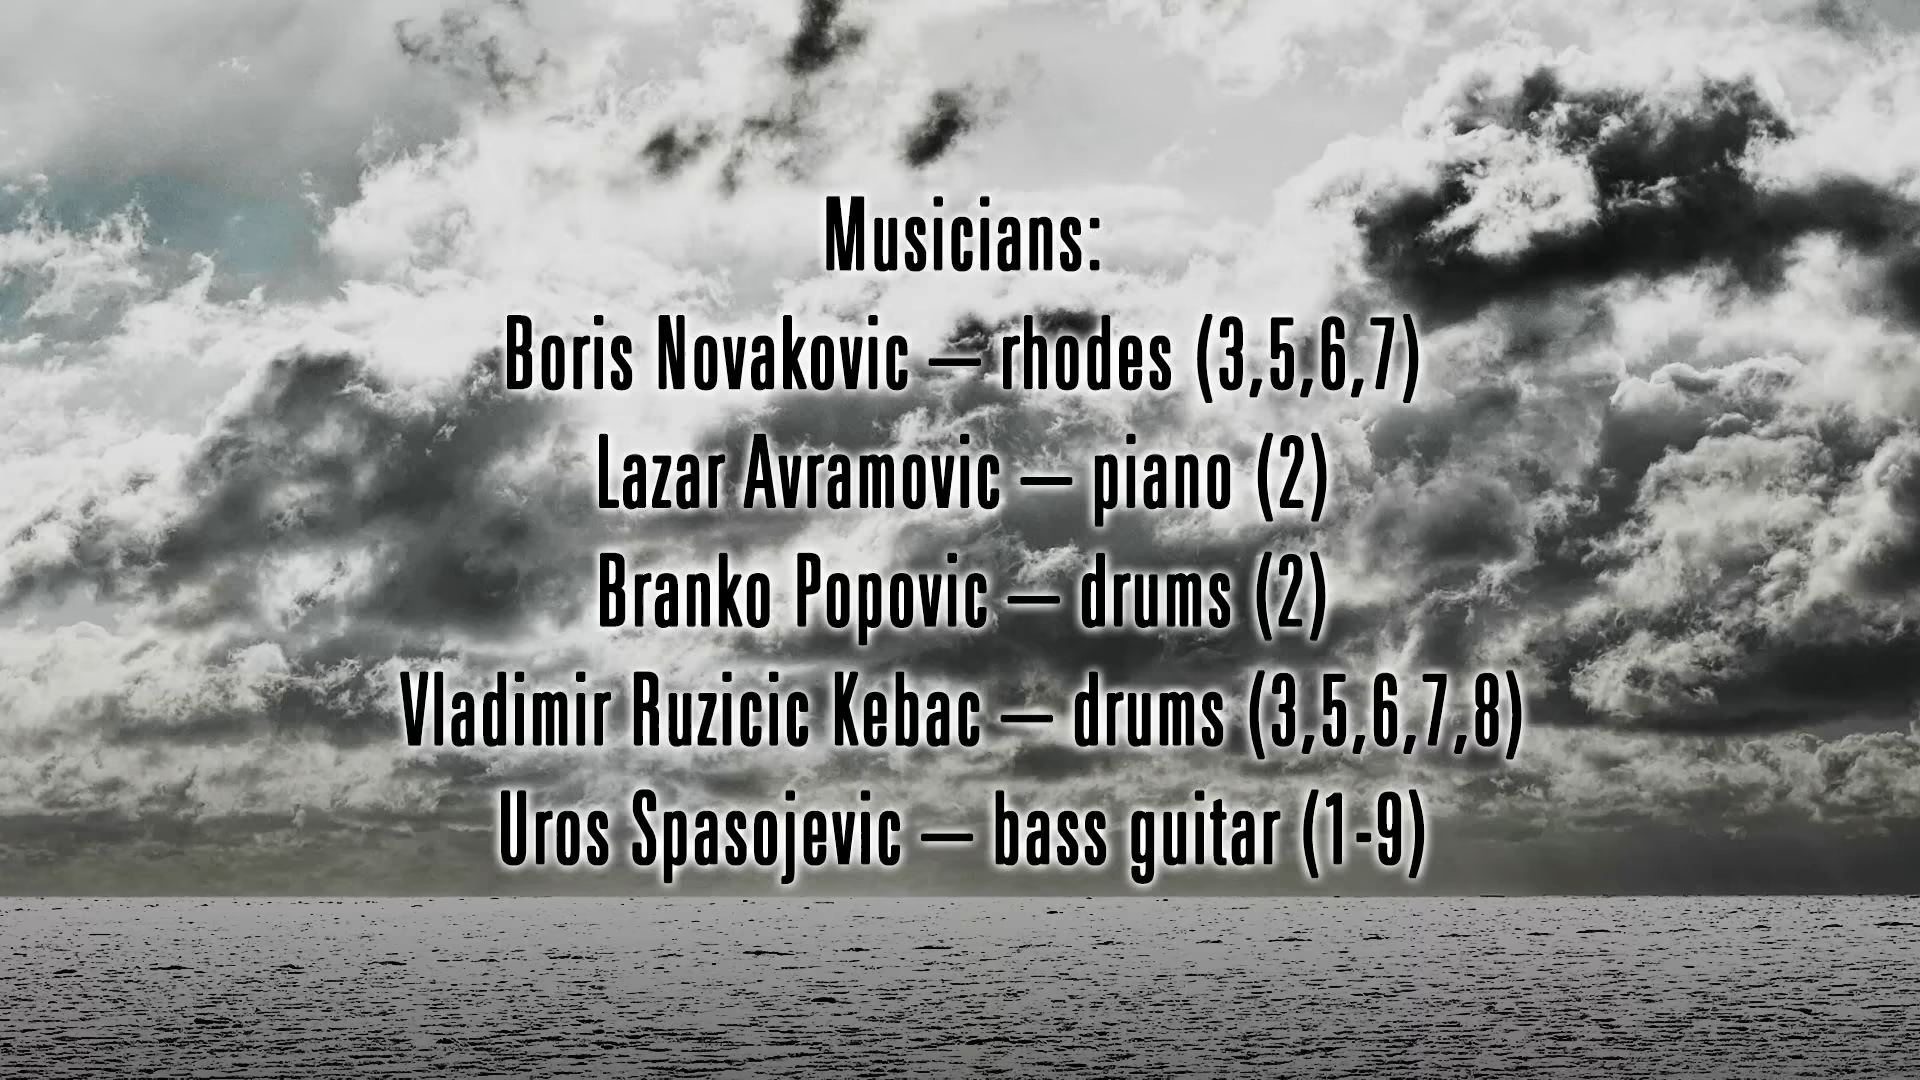 Musicians:
Boris Novakovic – rhodes (3,5,6,7)
Lazar Avramovic – piano (2)
Branko Popovic – drums (2)
Vladimir Ruzicic Kebac – drums (3,5,6,7,8)
Uros Spasojevic – bass guitar (1-9)